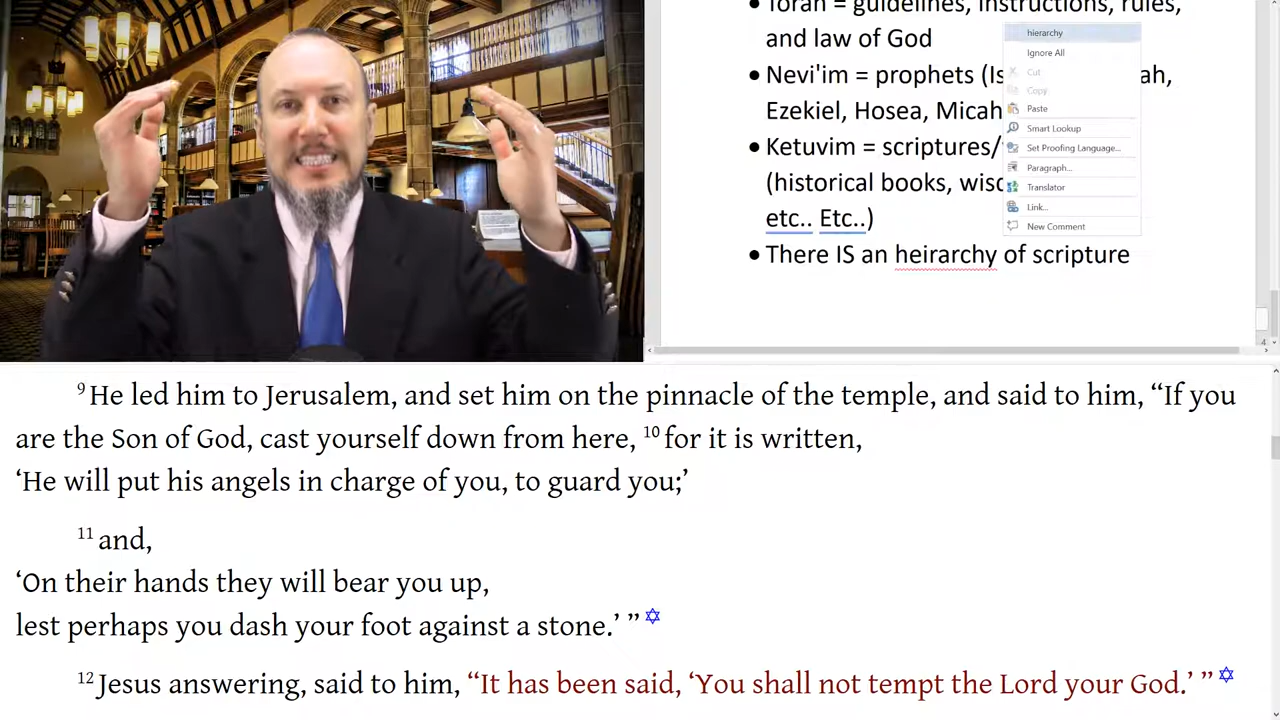 Torah = guidelines, instructions, rules,
and law of God
Nevi'im = prophets (Is ah,
Ezekiel, Hosea, Micah
Ketuvim = scriptures/
(historical books, wisd
etc.. Etc..)
There IS an heirarchy of scripture
hierarchy
Ignore All
Cut
Copy
Paste
Smart Lookup
Set Proofing Language...
Paragraph...
Translator
Link...
New Comment
9 He led him to Jerusalem, and set him on the pinnacle of the temple, and said to him, “If you
are the Son of God, cast yourself down from here, 10 for it is written,
‘He will put his angels in charge of you, to guard you;’
11 and,
‘On their hands they will bear you up,
lest perhaps you dash your foot against a stone.’ ” ✡
12 Jesus answering, said to him, “It has been said, ‘You shall not tempt the Lord your God.’ ” ✡